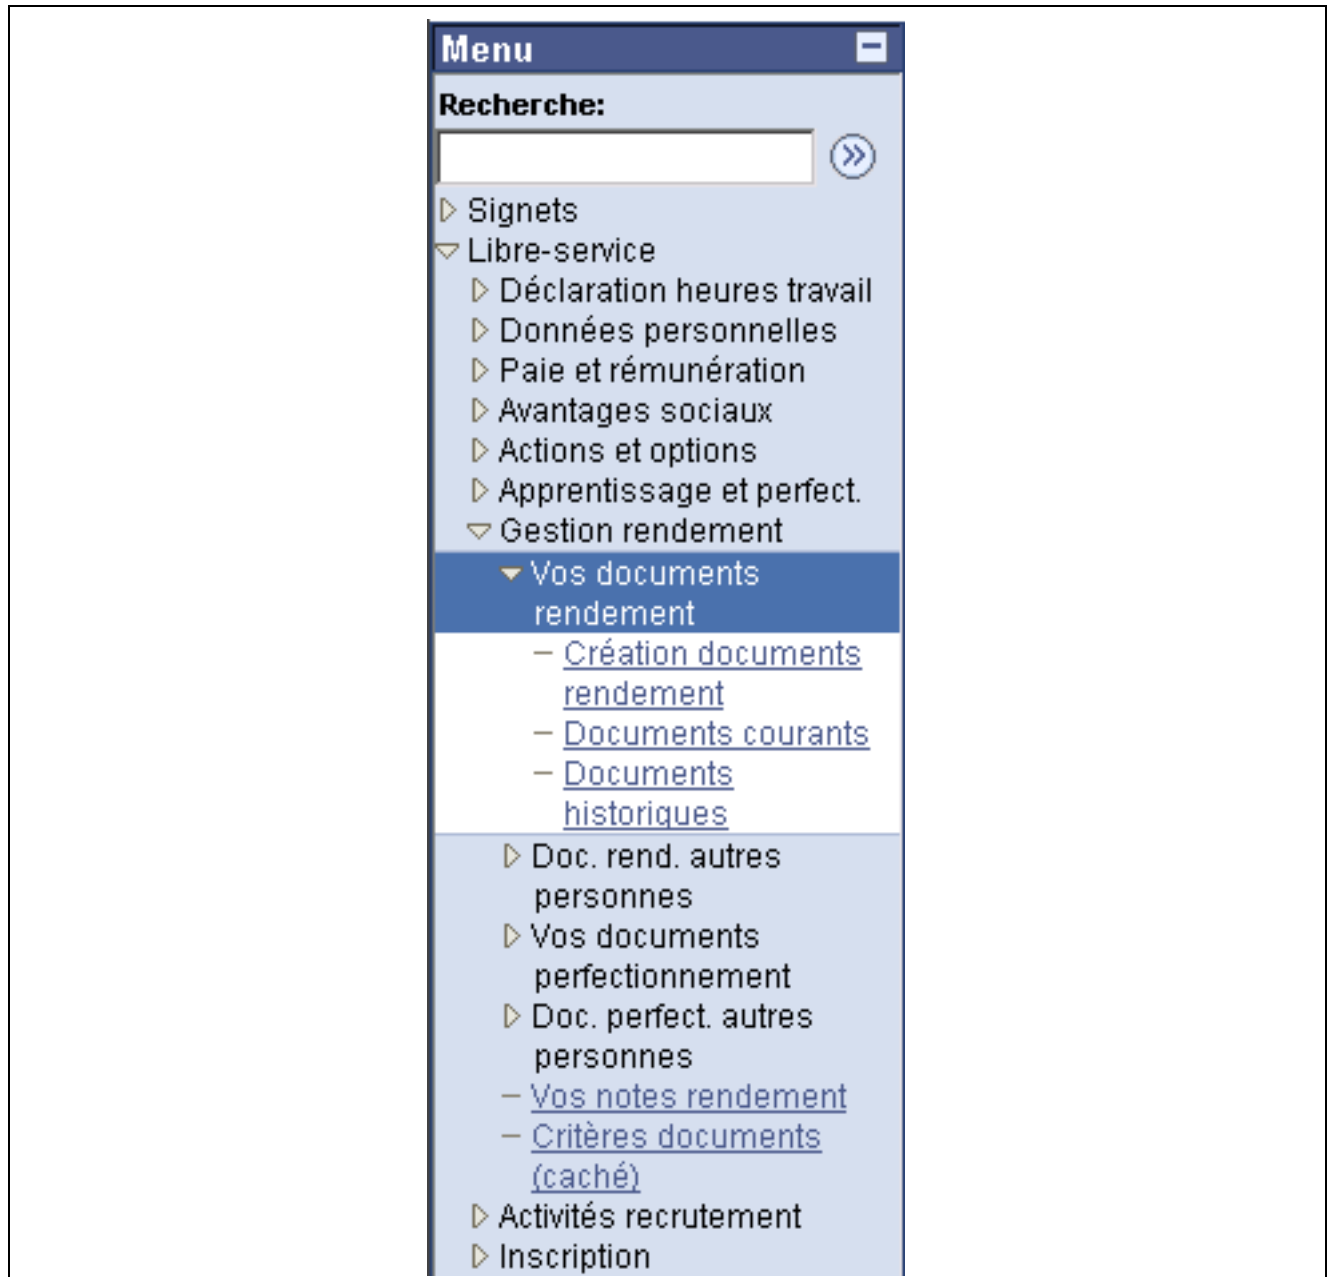 Menu
Recherche:
Signets
Libre-service
Déclaration heures travail
Données personnelles
Paie et rémunération
Avantages sociaux
Actions et options
Apprentissage et perfect.
Gestion rendement
Vos documents
rendement
Création documents
rendement
Documents courants
Documents
historiques
Doc. rend. autres
personnes
Vos documents
perfectionnement
Doc. perfect. autres
personnes
Vos notes rendement
Critères documents
(caché)
Activités recrutement
Inscription